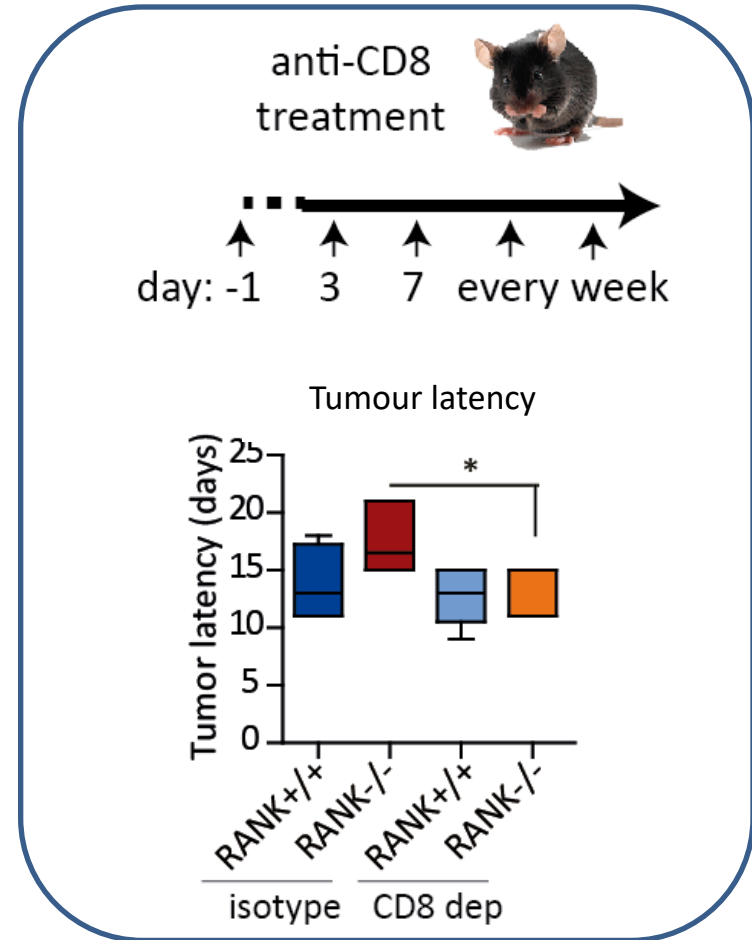 anti-CD8
treatment
day: -1 3 7 every week
Tumour latency
Tumor latency (days)
25
20
15
10
5
0
*
RANK+/+
RANK-/-
RANK+/+
RANK-/-
isotype CD8 dep